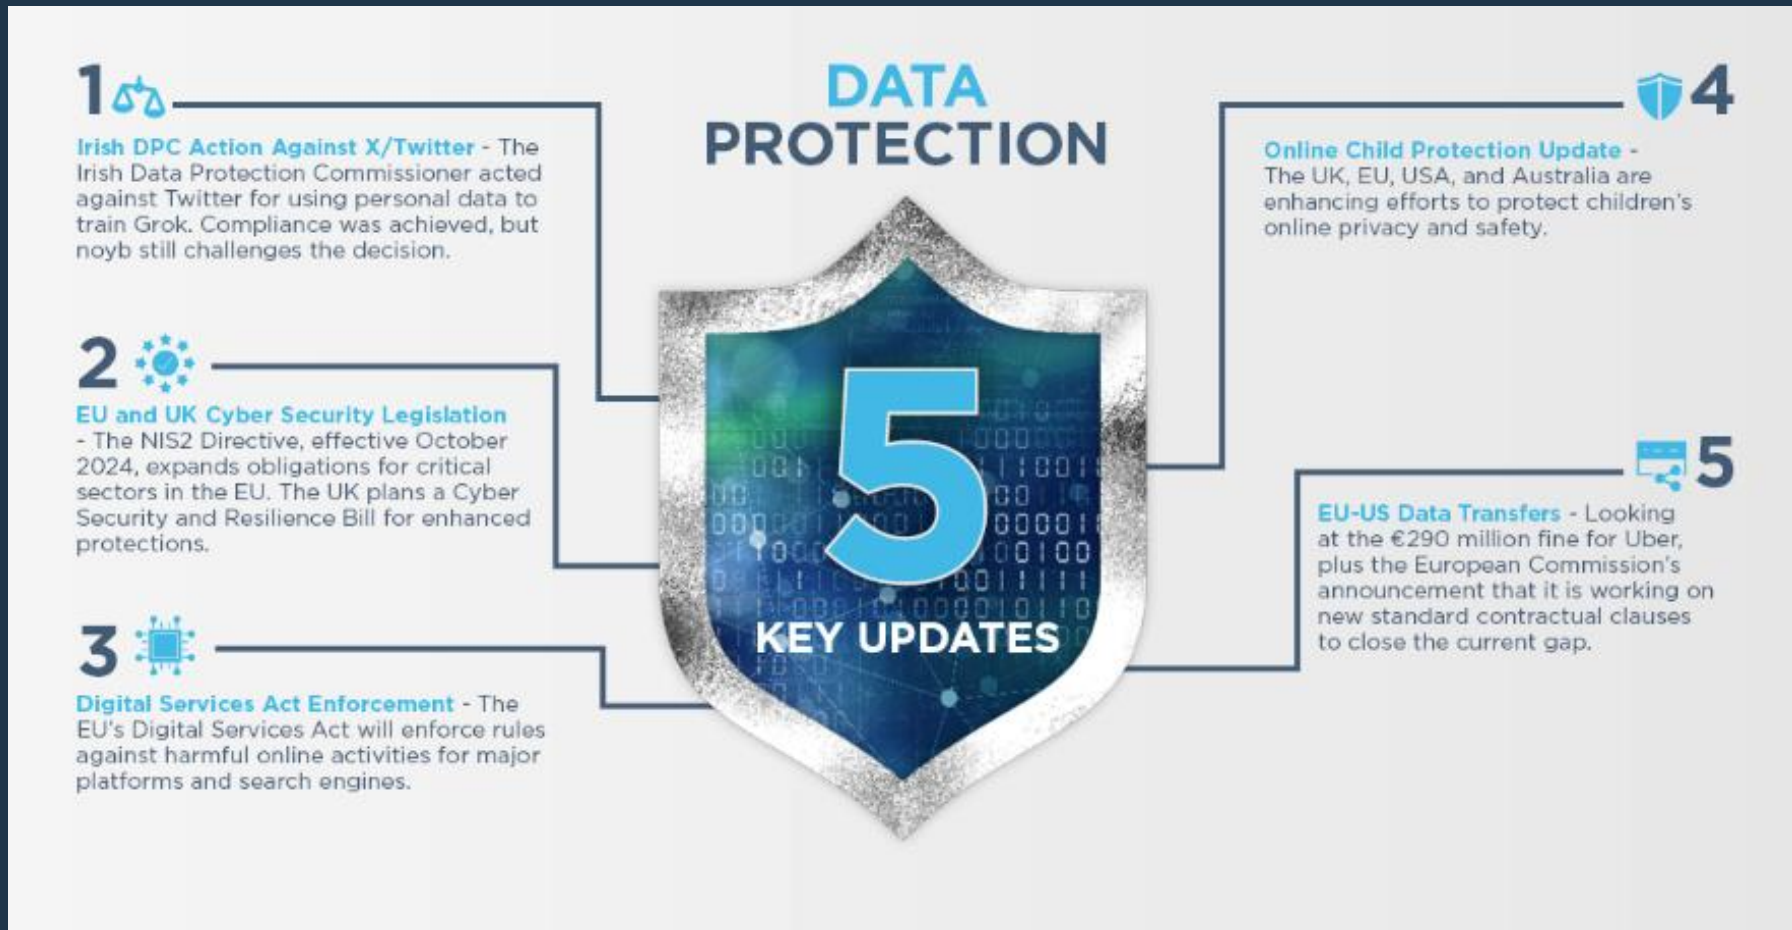 DATA
PROTECTION
1
Irish DPC Action Against X/Twitter - The
Irish Data Protection Commissioner acted
against Twitter for using personal data to
train Grok. Compliance was achieved, but
noyb still challenges the decision.
2
EU and UK Cyber Security Legislation
- The NIS2 Directive, effective October
2024, expands obligations for critical
sectors in the EU. The UK plans a Cyber
Security and Resilience Bill for enhanced
protections.
3
Digital Services Act Enforcement - The
EU's Digital Services Act will enforce rules
against harmful online activities for major
platforms and search engines.
5
KEY UPDATES
4
Online Child Protection Update -
The UK, EU, USA, and Australia are
enhancing efforts to protect children's
online privacy and safety.
5
EU-US Data Transfers - Looking
at the €290 million fine for Uber,
plus the European Commission's
announcement that it is working on
new standard contractual clauses
to close the current gap.